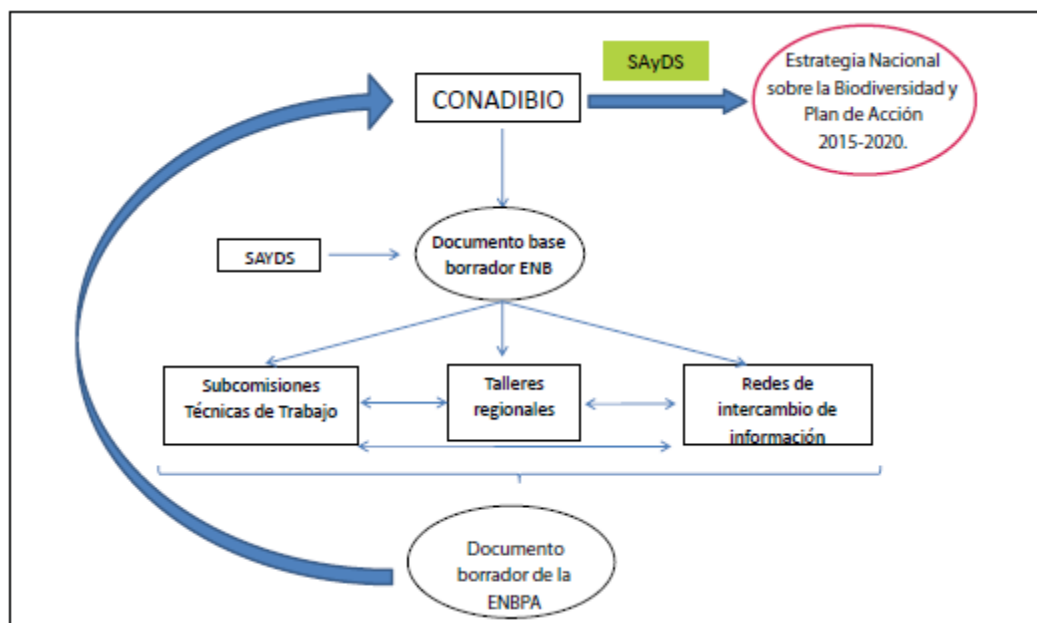 SAyDS
Estrategia Nacional
sobre la Biodiversidad y
Plan de Acción
2015-2020.
CONADIBIO
Documento base
borrador ENB
SAYDS
Subcomisiones
Técnicas de Trabajo
Talleres
regionales
Redes de
intercambio de
información
Documento
borrador de la
ENBPA